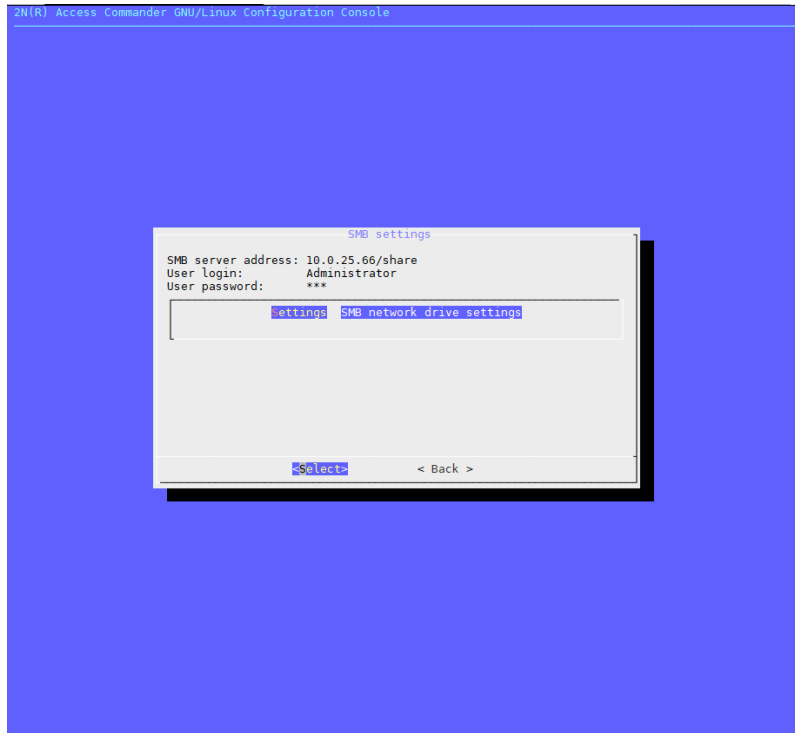 2N(R) Access Commander GNU/Linux Configuration Console
SMB settings
SMB server address: 10.0.25.66/share
User login: Administrator
User password: ***
Settings SMB network drive settings
<Select> < Back >